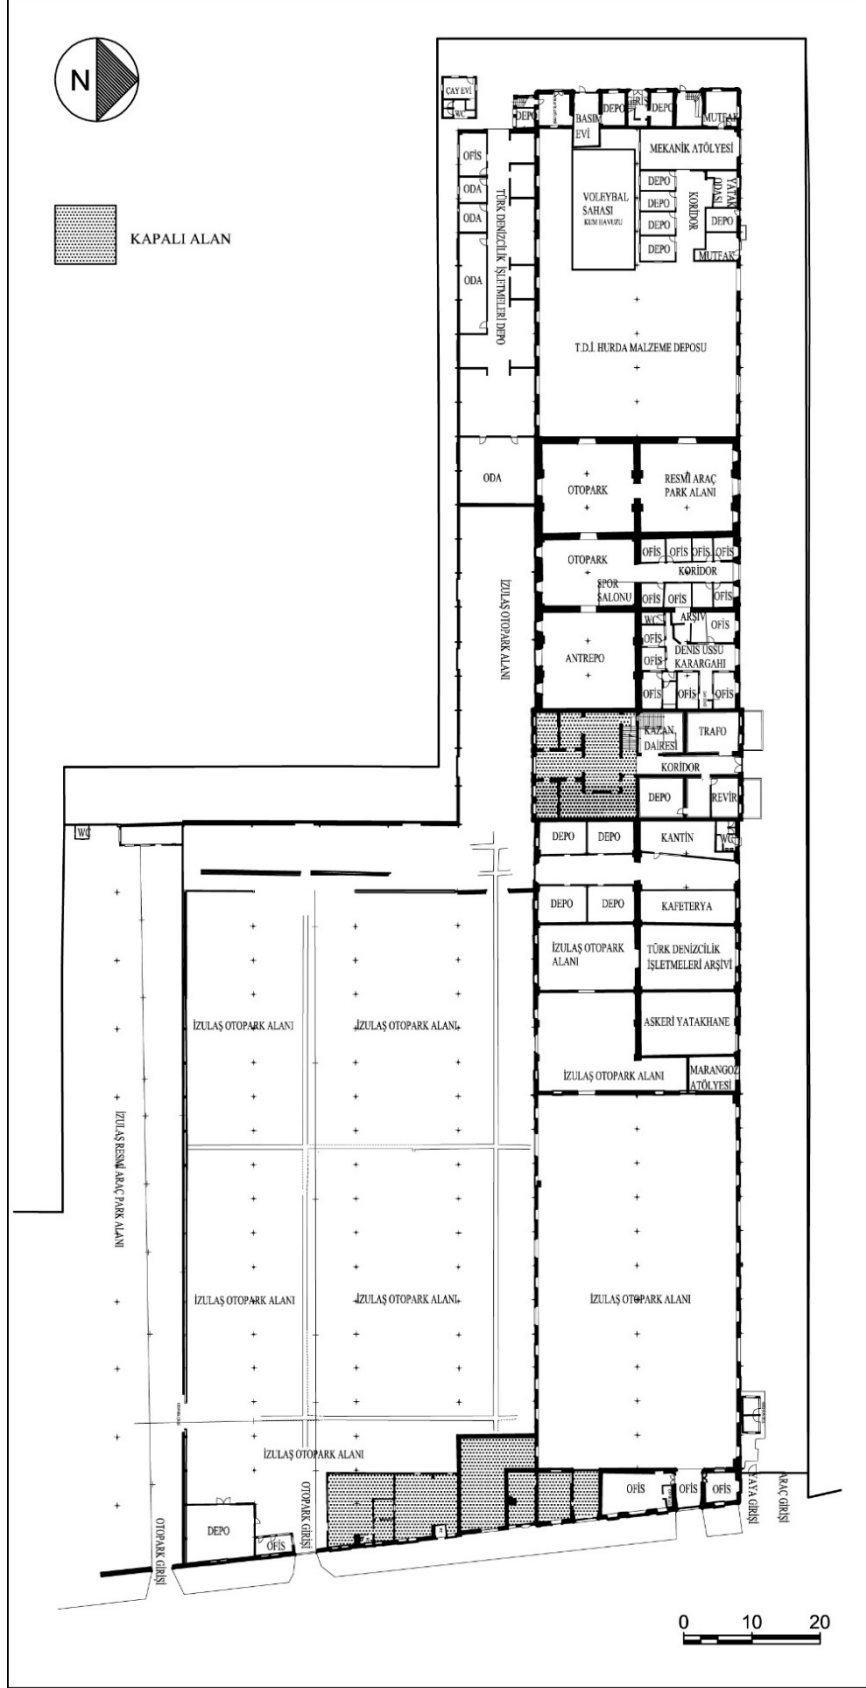 N
KAPALI ALAN
ÇAY EVİ
WC
DEPO
BASIM
EVİ
DEPO
DEPO
MUTFAK
MEKANİK ATÖLYESİ
OFİS
ODA
ODA
ODA
TÜRK DENİZCİLİK İŞLETMELERİ DEPO
VOLEYBAL
SAHASI
KUM HAVUZU
DEPO
DEPO
DEPO
DEPO
KORİDOR
YATAK
ODASI
DEPO
MUTFAK
T.D.İ. HURDA MALZEME DEPOSU
ODA
OTOPARK
RESMİ ARAÇ
PARK ALANI
OTOPARK
SPOR
SALONU
OFİS
OFİS
OFİS
OFİS
KORİDOR
OFİS
OFİS
OFİS
İZULAŞ OTOPARK ALANI
ANTREPO
WC
ARŞİV
OFİS
OFİS
OFİS
DENIS ÜSSÜ
KARARGAHI
OFİS
OFİS
OFİS
KAZAN
DAİRESİ
TRAFO
KORİDOR
DEPO
REVİR
WC
DEPO
DEPO
KANTİN
WC
DEPO
DEPO
KAFETERYA
İZULAŞ OTOPARK
ALANI
TÜRK DENİZCİLİK
İŞLETMELERİ ARŞİVİ
ASKERİ YATAKHANE
İZULAŞ OTOPARK ALANI
MARANGOZ
ATÖLYESİ
İZULAŞ OTOPARK ALANI
İZULAŞ OTOPARK ALANI
İZULAŞ RESMİ ARAÇ PARK ALANI
İZULAŞ OTOPARK ALANI
İZULAŞ OTOPARK ALANI
İZULAŞ OTOPARK ALANI
İZULAŞ OTOPARK ALANI
OTOPARK GİRİŞİ
DEPO
OFİS
OTOPARK GİRİŞİ
OFİS
OFİS
OFİS
YAYA GİRİŞİ
ARAÇ GİRİŞİ
0 10 20